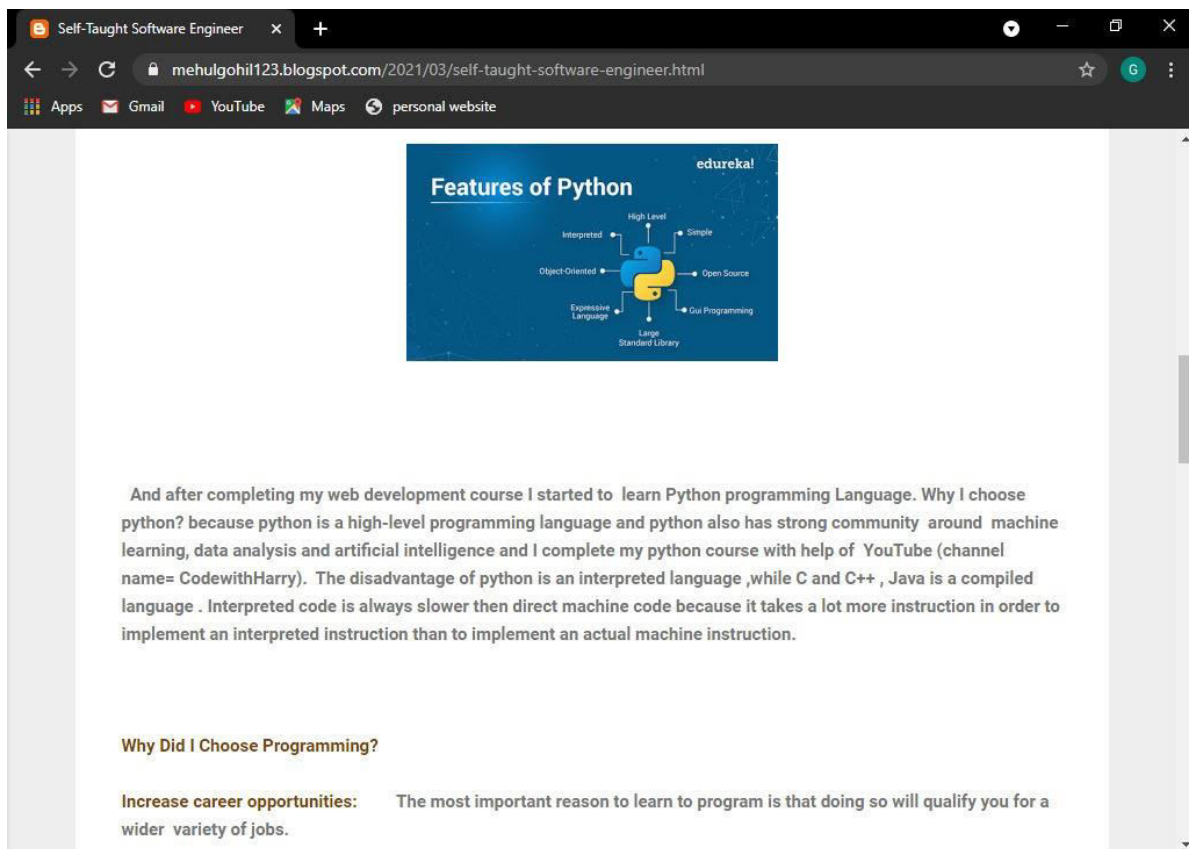 Self-Taught Software Engineer
mehulgohil123.blogspot.com/2021/03/self-taught-software-engineer.html
G
Apps Gmail YouTube Maps personal website
edureka!
Features of Python
High Level
Interpreted
Simple
Object-Oriented
Open Source
Expressive
Language
Gui Programming
Large
Standard Library
And after completing my web development course I started to learn Python programming Language. Why I choose
python? because python is a high-level programming language and python also has strong community around machine
learning, data analysis and artificial intelligence and I complete my python course with help of YouTube (channel
name= CodewithHarry). The disadvantage of python is an interpreted language ,while C and C++ , Java is a compiled
language . Interpreted code is always slower then direct machine code because it takes a lot more instruction in order to
implement an interpreted instruction than to implement an actual machine instruction.
Why Did I Choose Programming?
Increase career opportunities: The most important reason to learn to program is that doing so will qualify you for a
wider variety of jobs.